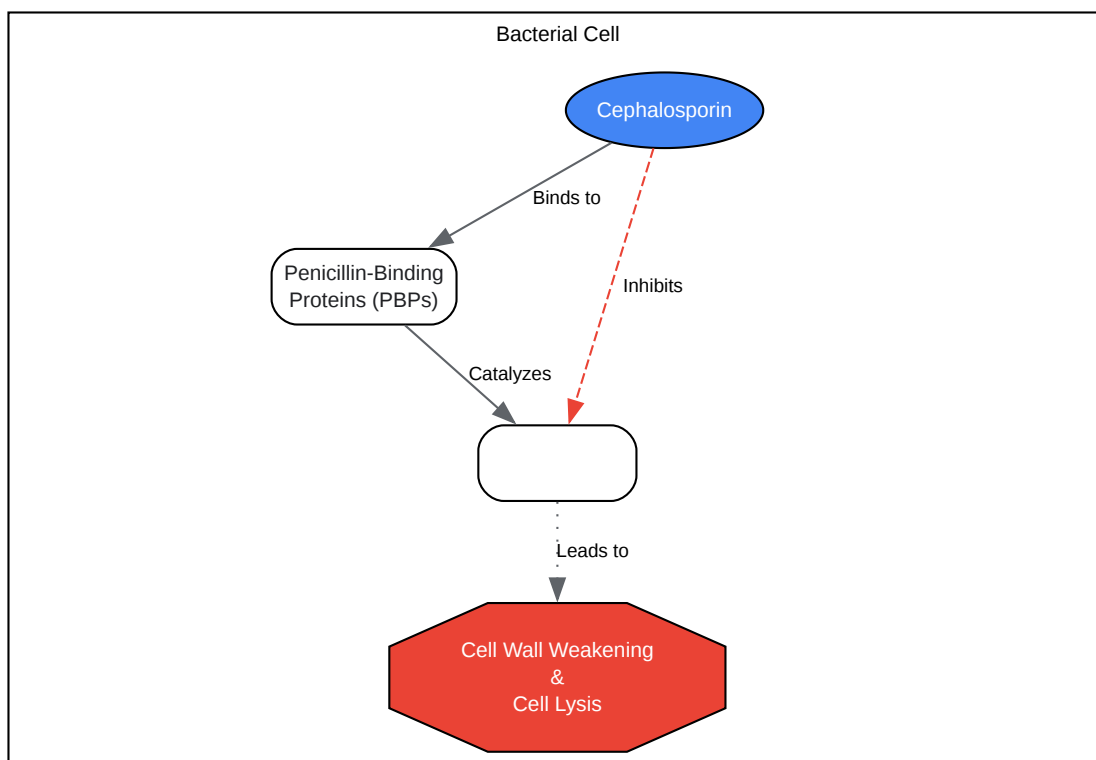 Bacterial Cell
Cephalosporin
Binds to
Penicillin-Binding
Proteins (PBPs)
Inhibits
Catalyzes
Leads to
Cell Wall Weakening
&
Cell Lysis